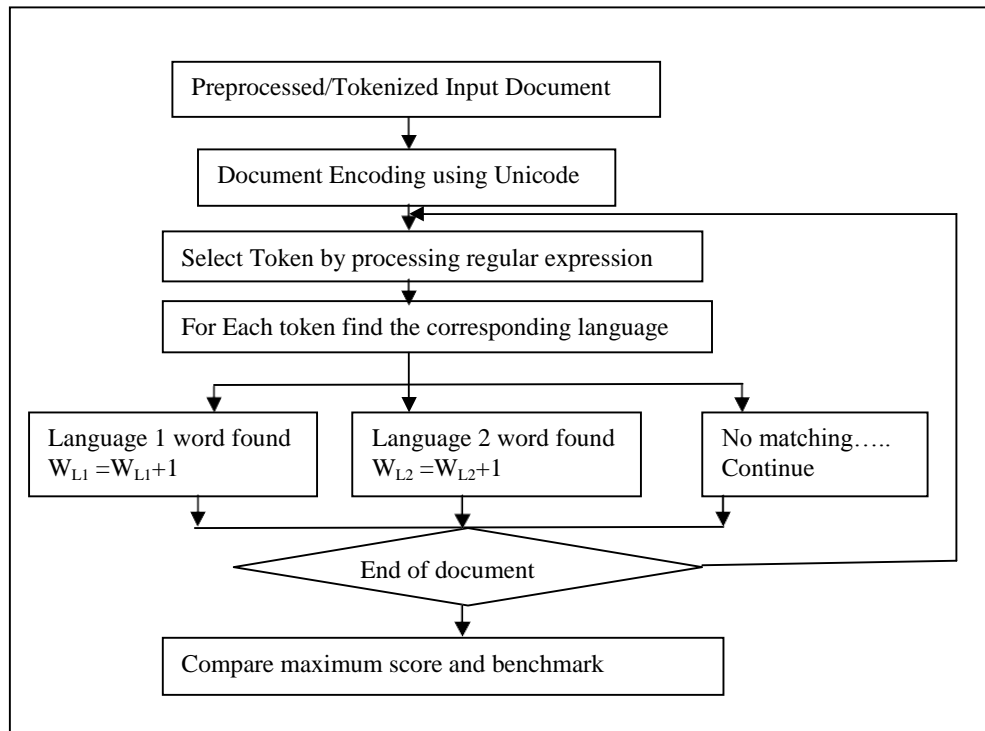 Preprocessed/Tokenized Input Document
Document Encoding using Unicode
Select Token by processing regular expression
For Each token find the corresponding language
Language 1 word found
W_L1 =W_L1+1
Language 2 word found
W_L2 =W_L2+1
No matching…..
Continue
End of document
Compare maximum score and benchmark